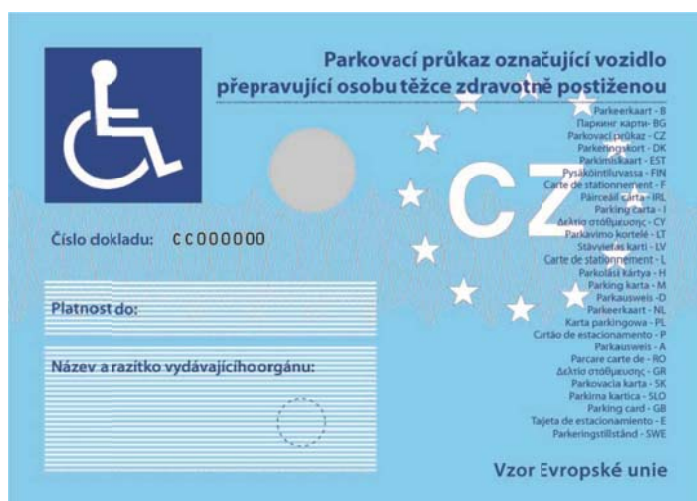 Parkovací průkaz označující vozidlo
přepravující osobu těžce zdravotně postiženou
Parkeerkaart - B
Паркинг карти- BG
Parkovací průkaz - CZ
Parkeringskort - DK
Parkimiskaart - EST
Pysäköintiluvassa - FIN
Carte de stationnement - F
Páirceáil cárta - IRL
Parking carta - I
Δελτίο στάθμευσης - CY
Parkavimo kortelė - LT
Stāvvietas karti - LV
Carte de stationnement - L
Parkolási kártya - H
Parking karta - M
Parkausweis -D
Parkeerkaart - NL
Karta parkingowa - PL
Cırtão de estacionamento - P
Parkausweis - A
Parcare carte de - RO
Δελτίο στάθμευσης - GR
Parkovacia karta - SK
Parkirna kartica - SLO
Parking card - GB
Tajeta de estacionamiento - E
Parkeringstillstånd - SWE
CZ
Číslo dokladu: CC000000
Platnost do:
Název a razítko vydávajícíhoorgánu:
Vzor Evropské unie